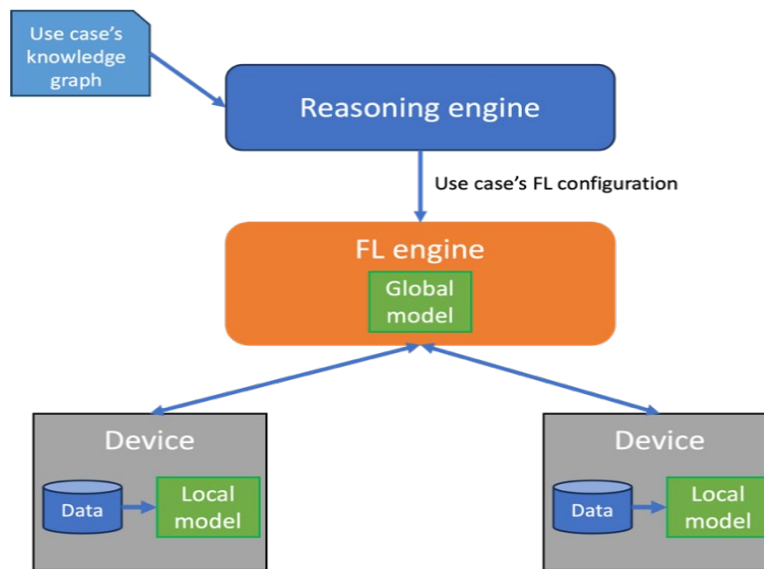 Use case's
knowledge
graph
Reasoning engine
Use case's FL configuration
FL engine
Global
model
Device
Data
Local
model
Device
Data
Local
model